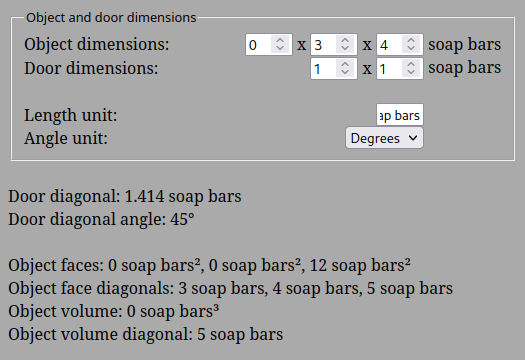 Object and door dimensions
Object dimensions: 0 x 3 x 4 soap bars
Door dimensions: 1 x 1 soap bars
Length unit: ap bars
Angle unit: Degrees
Door diagonal: 1.414 soap bars
Door diagonal angle: 45°
Object faces: 0 soap bars², 0 soap bars², 12 soap bars²
Object face diagonals: 3 soap bars, 4 soap bars, 5 soap bars
Object volume: 0 soap bars³
Object volume diagonal: 5 soap bars